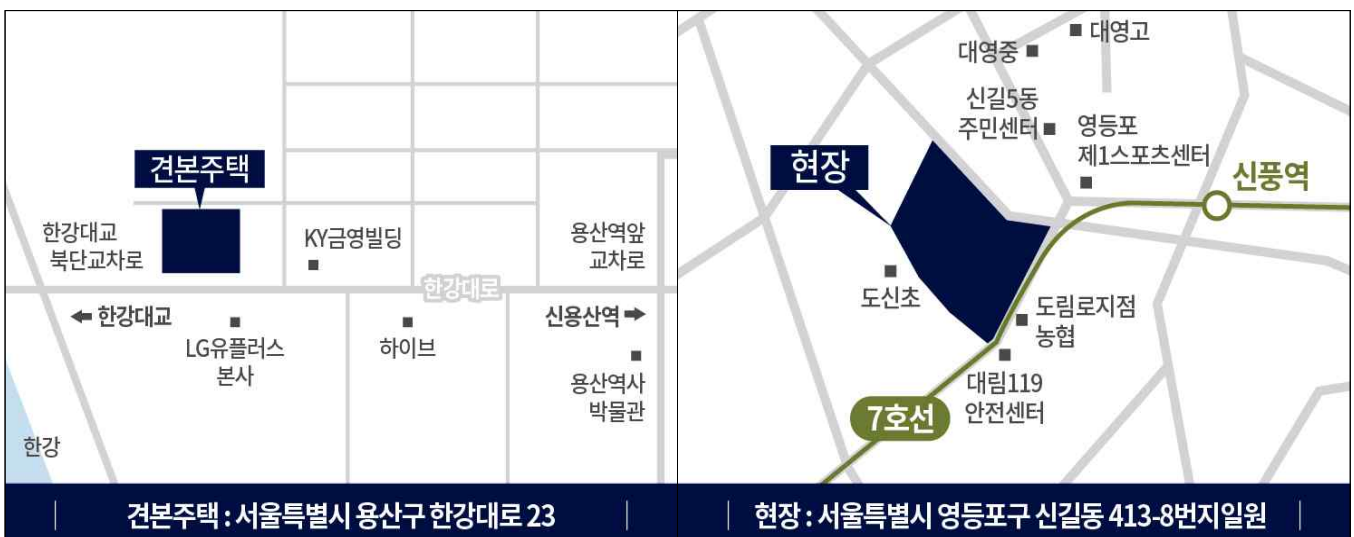 견본주택
한강대교
북단교차로
KY금영빌딩
용산역앞
교차로
한강대로
한강대교
신용산역
LG유플러스
본사
하이브
용산역사
박물관
한강
견본주택 : 서울특별시 용산구 한강대로 23
대영고
대영중
신길5동
주민센터
영등포
제1스포츠센터
현장
신풍역
도신초
도림로지점
농협
대림119
안전센터
7호선
현장 : 서울특별시 영등포구 신길동 413-8번지일원